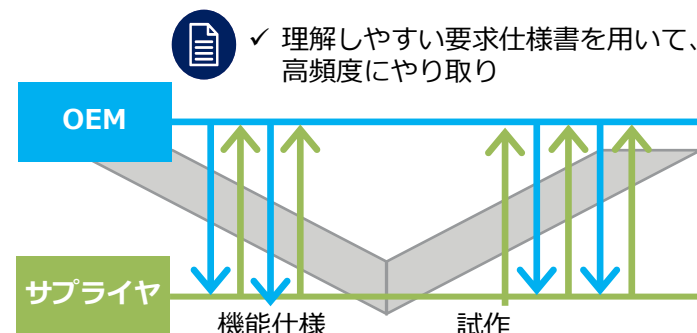 ✓ 理解しやすい要求仕様書を用いて、
高頻度にやり取り
OEM
サプライヤ
機能仕様
試作